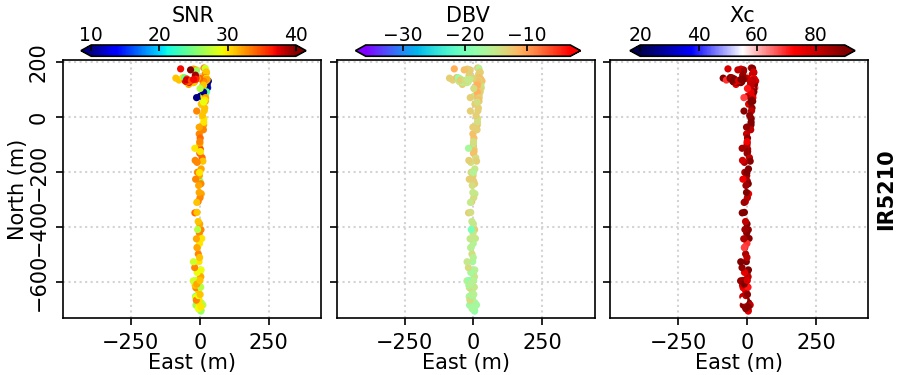 SNR DBV Xc
10 20 30 40 −30 −20 −10 20 40 60 80
200
0
−200
−400
−600
North (m)
IR5210
−250 0 250 −250 0 250 −250 0 250
East (m) East (m) East (m)